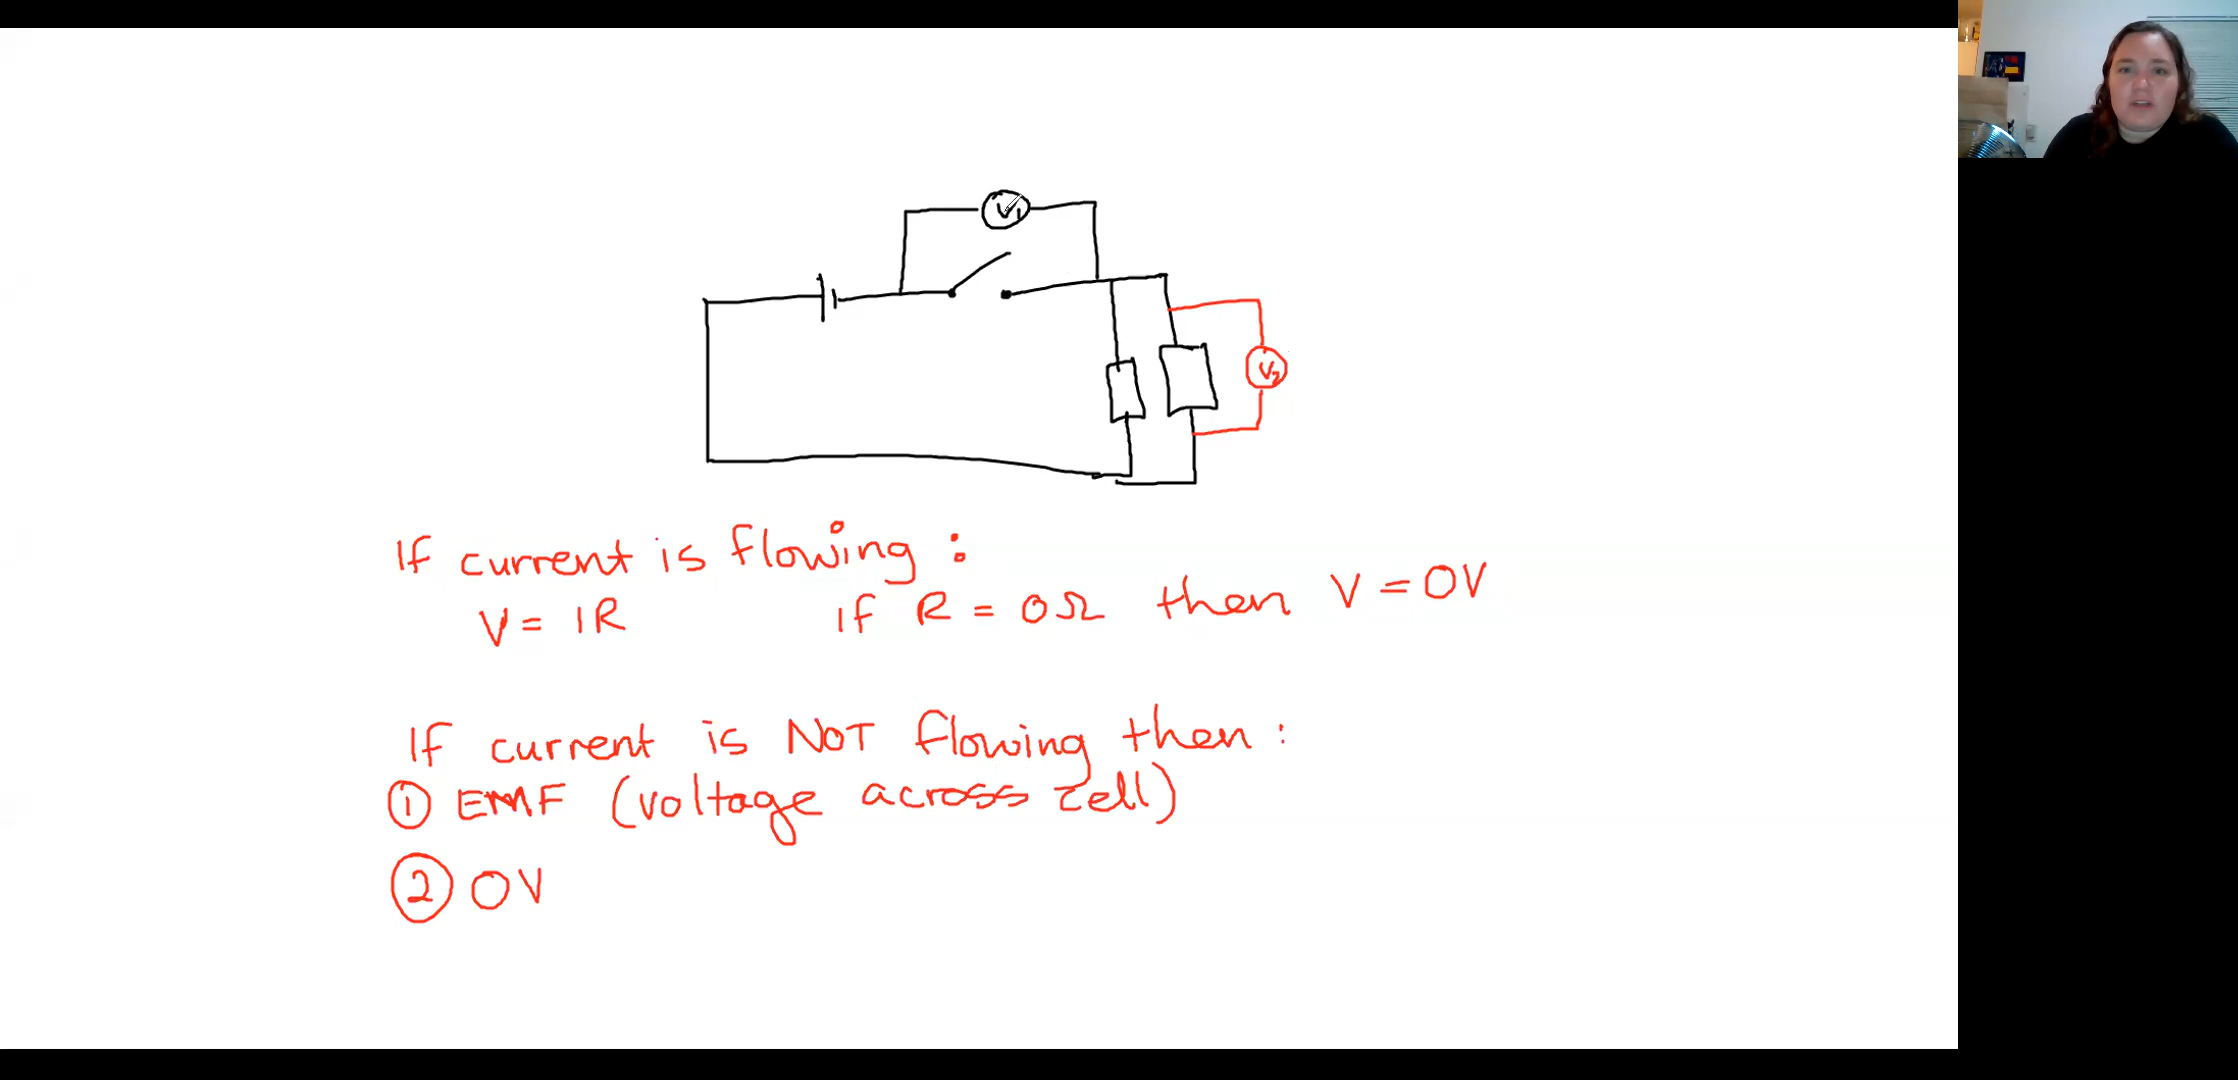 V1
V2
If current is flowing :
V = IR If R = 0Ω then V = 0V
If current is NOT flowing then :
① EMF (voltage across cell)
② 0V